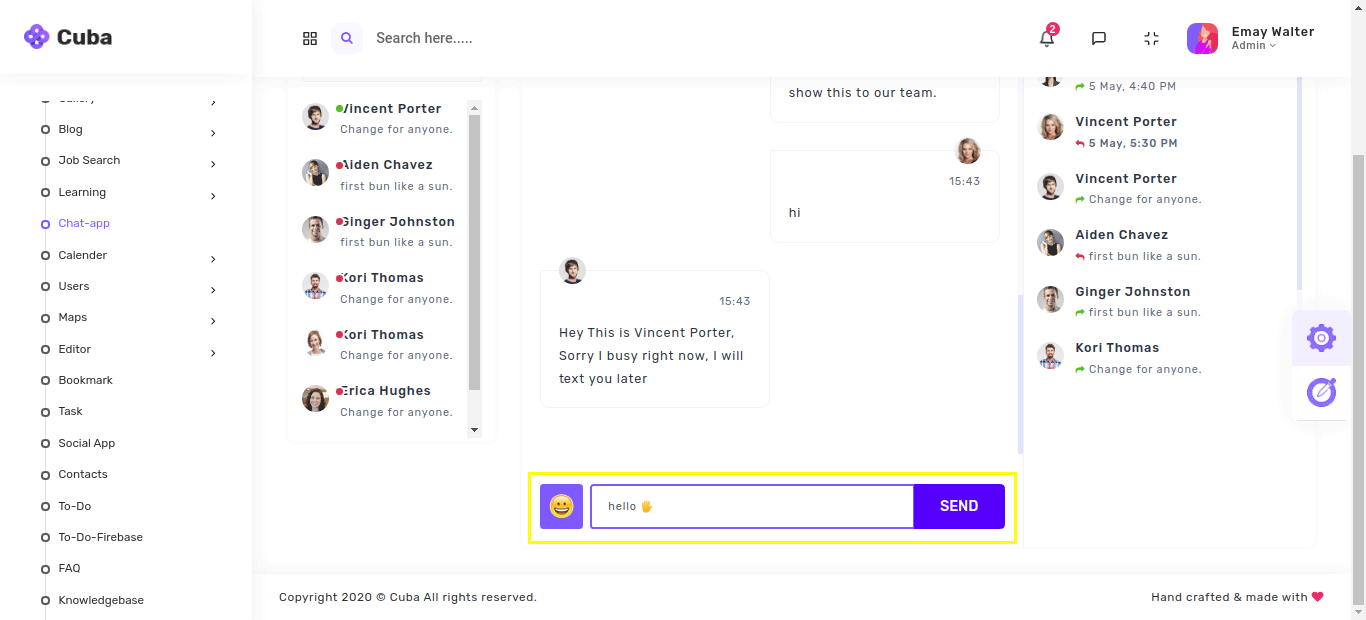 Cuba
Search here.....
2
Emay Walter
Admin
Blog
Job Search
Learning
Chat-app
Calender
Users
Maps
Editor
Bookmark
Task
Social App
Contacts
To-Do
To-Do-Firebase
FAQ
Knowledgebase
Vincent Porter
Change for anyone.
Aiden Chavez
first bun like a sun.
Ginger Johnston
first bun like a sun.
Kori Thomas
Change for anyone.
Kori Thomas
Change for anyone.
Erica Hughes
Change for anyone.
show this to our team.
15:43
hi
15:43
Hey This is Vincent Porter,
Sorry I busy right now, I will
text you later
😀
hello 🖐
SEND
5 May, 4:40 PM
Vincent Porter
5 May, 5:30 PM
Vincent Porter
Change for anyone.
Aiden Chavez
first bun like a sun.
Ginger Johnston
first bun like a sun.
Kori Thomas
Change for anyone.
Copyright 2020 © Cuba All rights reserved.
Hand crafted & made with ♥